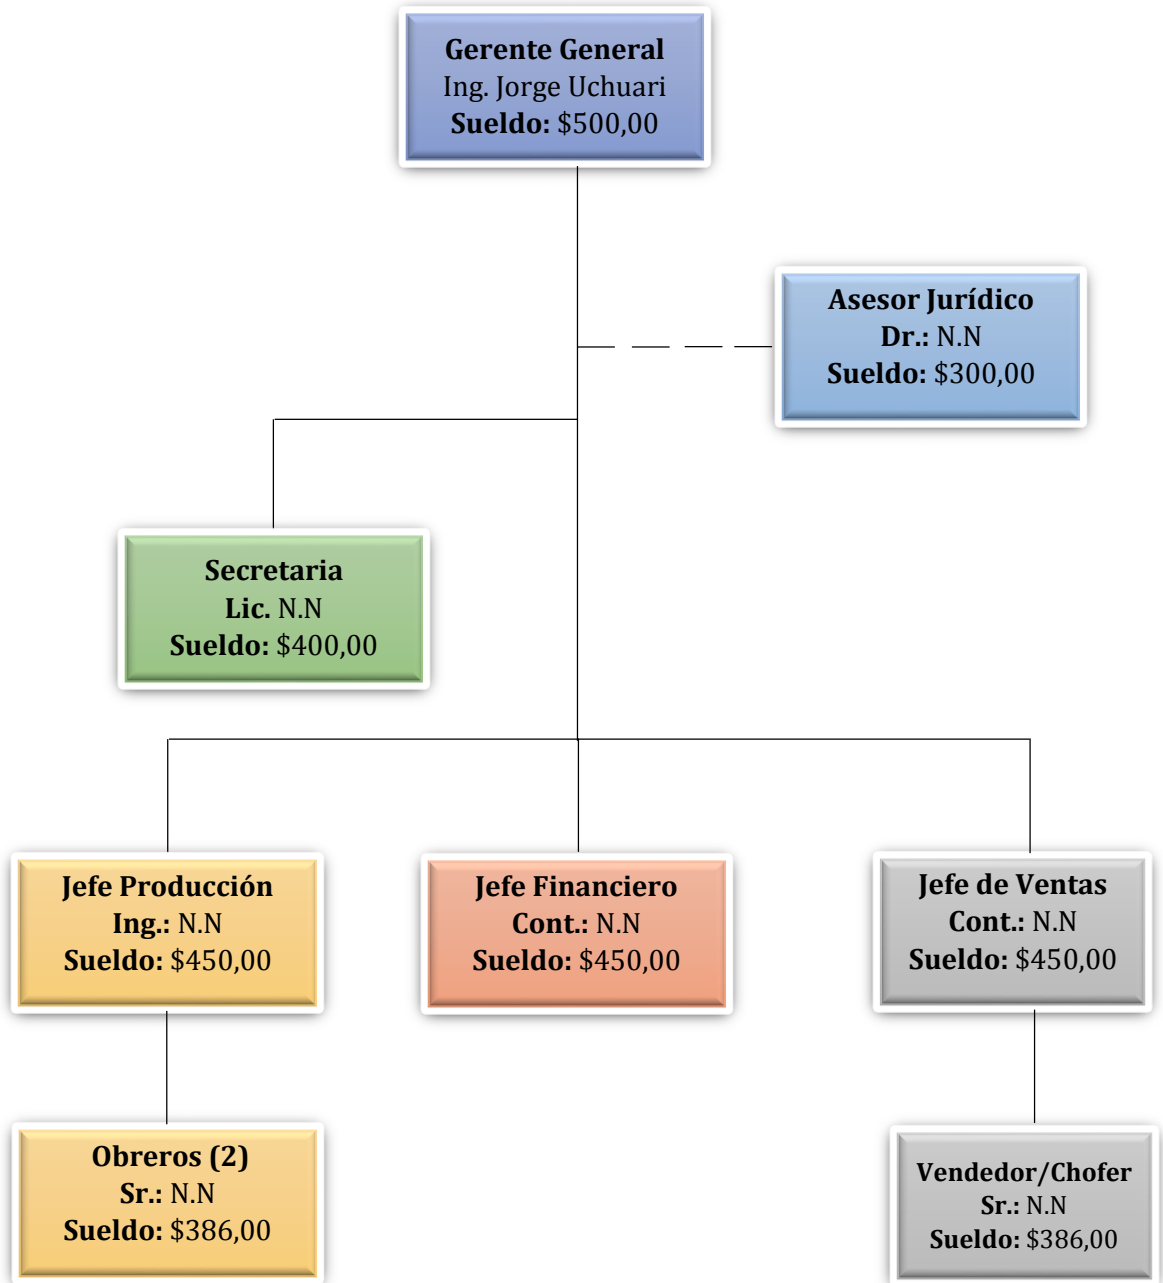 Gerente General
Ing. Jorge Uchuari
Sueldo: $500,00
Asesor Jurídico
Dr.: N.N
Sueldo: $300,00
Secretaria
Lic. N.N
Sueldo: $400,00
Jefe Producción
Ing.: N.N
Sueldo: $450,00
Jefe Financiero
Cont.: N.N
Sueldo: $450,00
Jefe de Ventas
Cont.: N.N
Sueldo: $450,00
Obreros (2)
Sr.: N.N
Sueldo: $386,00
Vendedor/Chofer
Sr.: N.N
Sueldo: $386,00